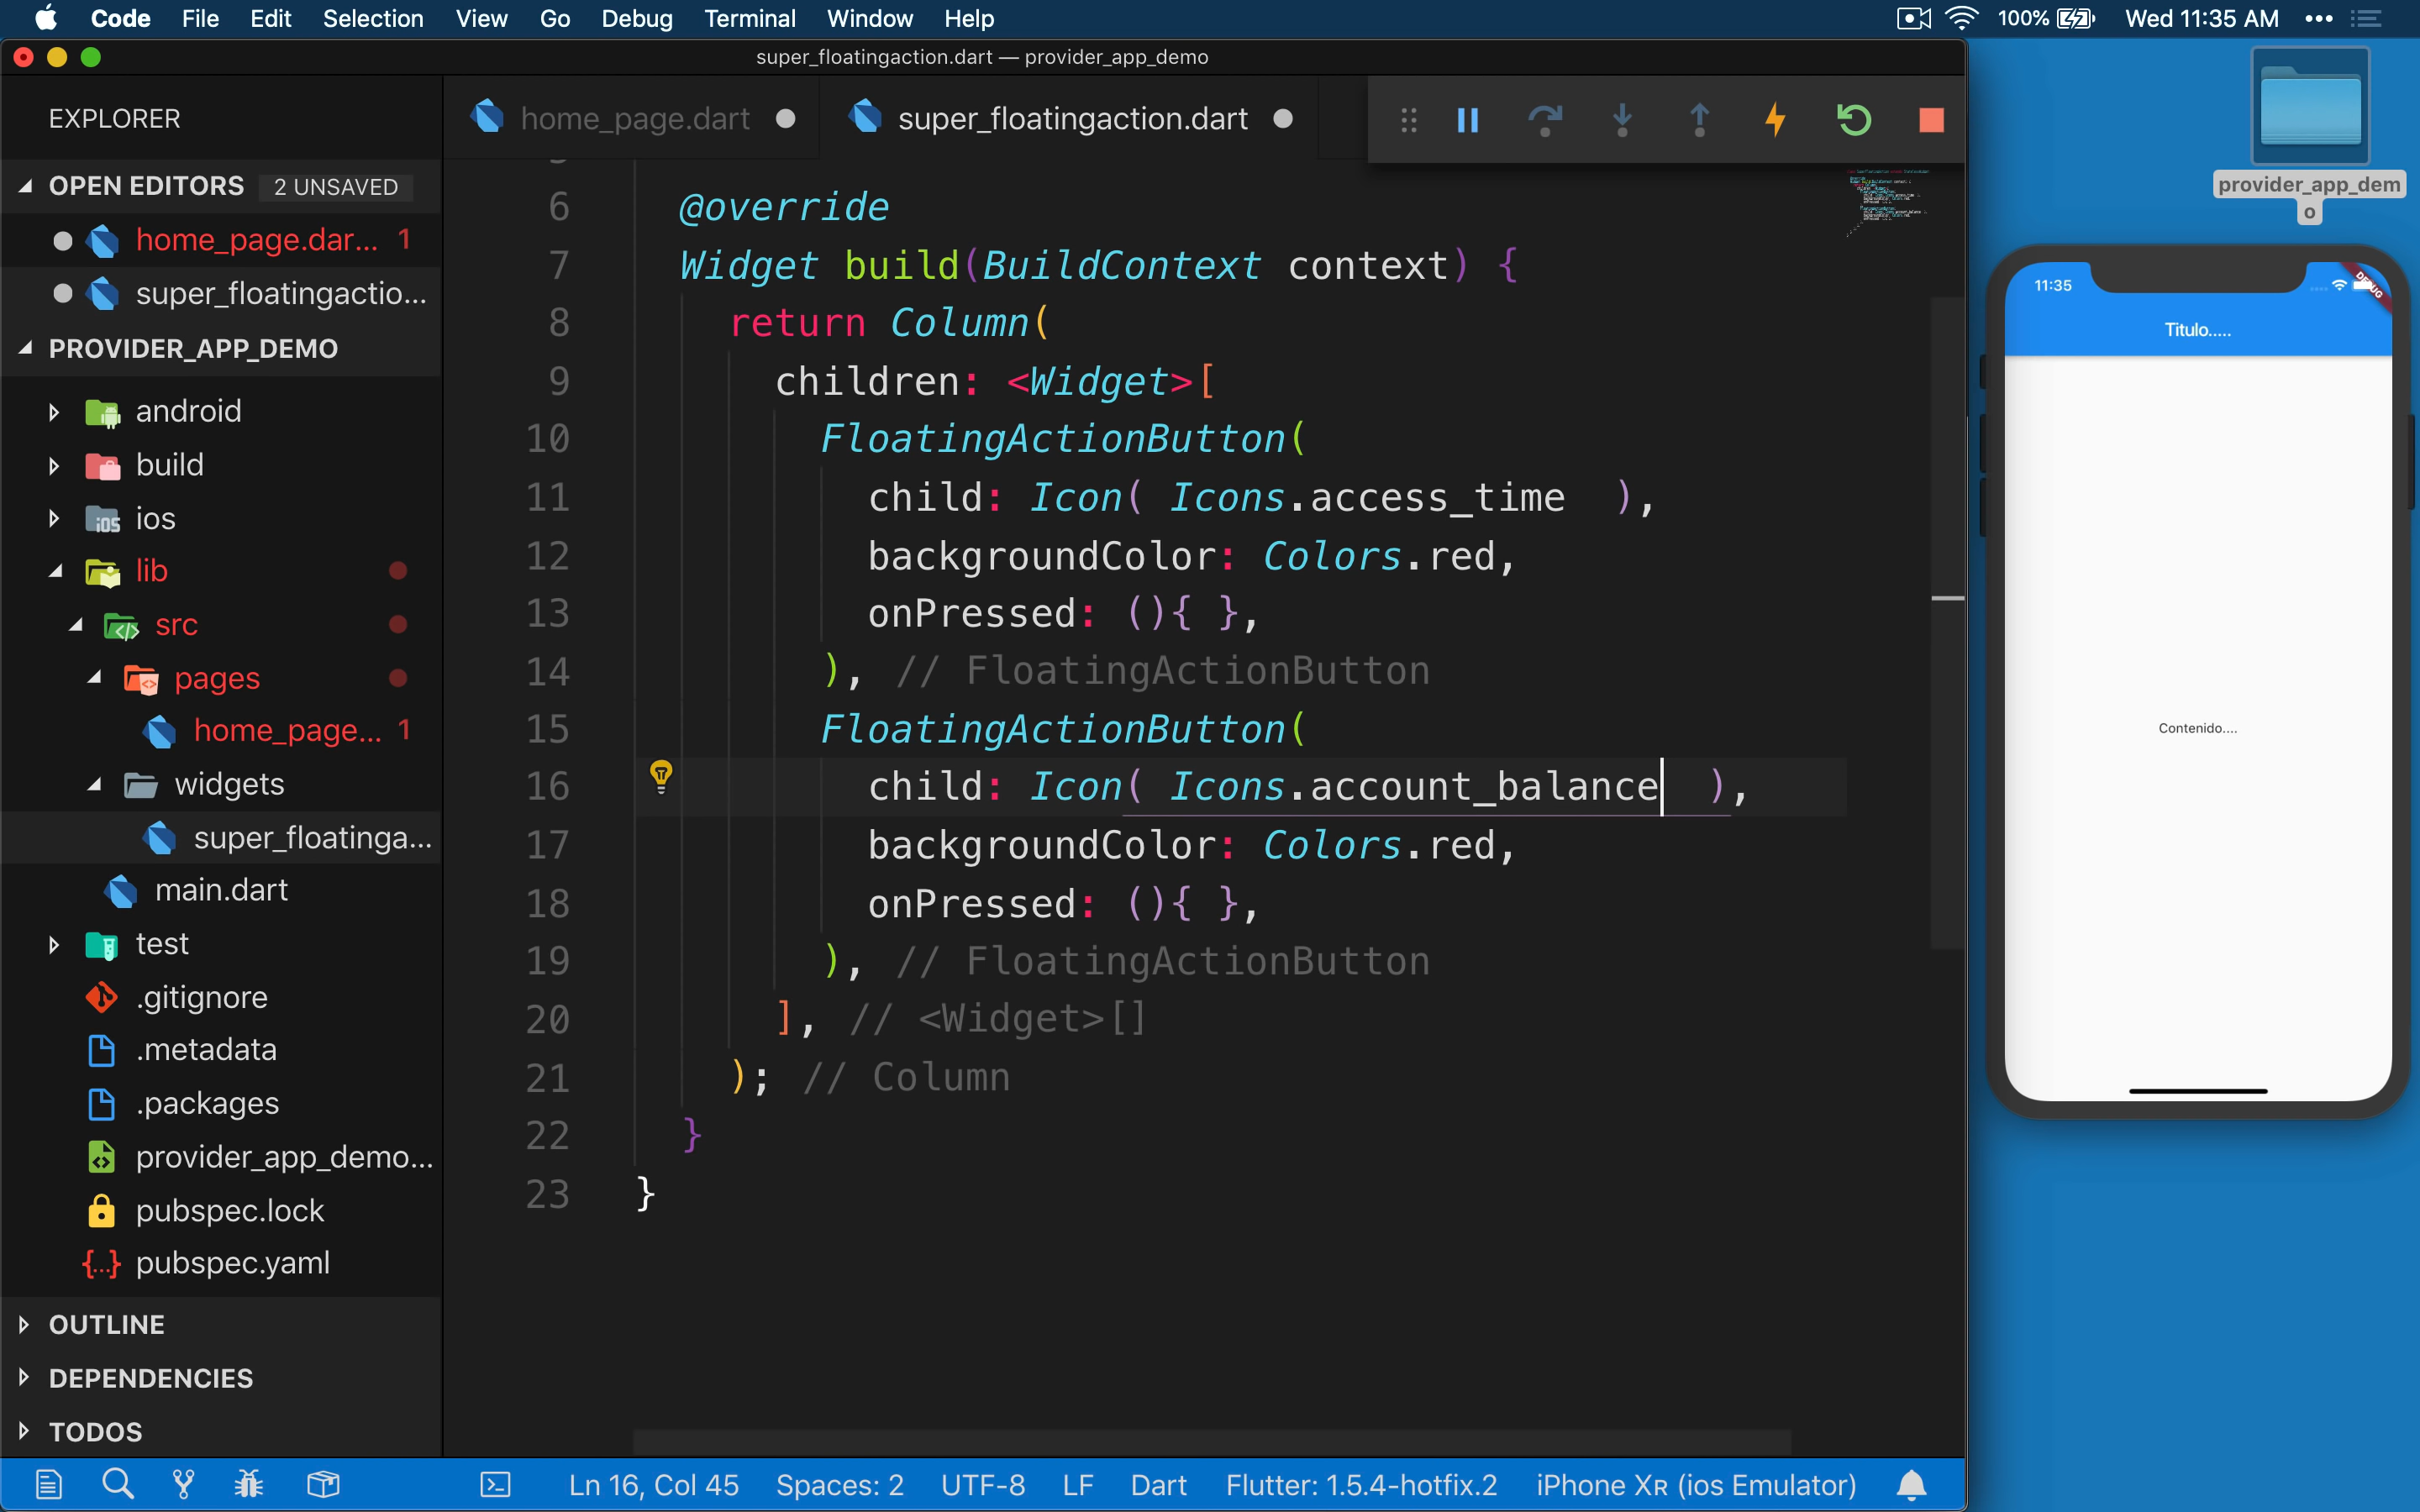 Code File Edit Selection View Go Debug Terminal Window Help
100% Wed 11:35 AM
super_floatingaction.dart — provider_app_demo
EXPLORER
OPEN EDITORS 2 UNSAVED
home_page.dar... 1
super_floatingactio...
PROVIDER_APP_DEMO
android
build
ios
lib
src
pages
home_page... 1
widgets
super_floatinga...
main.dart
test
.gitignore
.metadata
.packages
provider_app_demo...
pubspec.lock
pubspec.yaml
OUTLINE
DEPENDENCIES
TODOS
home_page.dart super_floatingaction.dart
6 @override
7 Widget build(BuildContext context) {
8 return Column(
9 children: <Widget>[
10 FloatingActionButton(
11 child: Icon( Icons.access_time  ),
12 backgroundColor: Colors.red,
13 onPressed: (){ },
14 ), // FloatingActionButton
15 FloatingActionButton(
16 child: Icon( Icons.account_balance  ),
17 backgroundColor: Colors.red,
18 onPressed: (){ },
19 ), // FloatingActionButton
20 ], // <Widget>[]
21 ); // Column
22 }
23 }
provider_app_dem
o
11:35
DEBUG
Titulo.....
Contenido....
Ln 16, Col 45 Spaces: 2 UTF-8 LF Dart Flutter: 1.5.4-hotfix.2 iPhone Xʀ (ios Emulator)